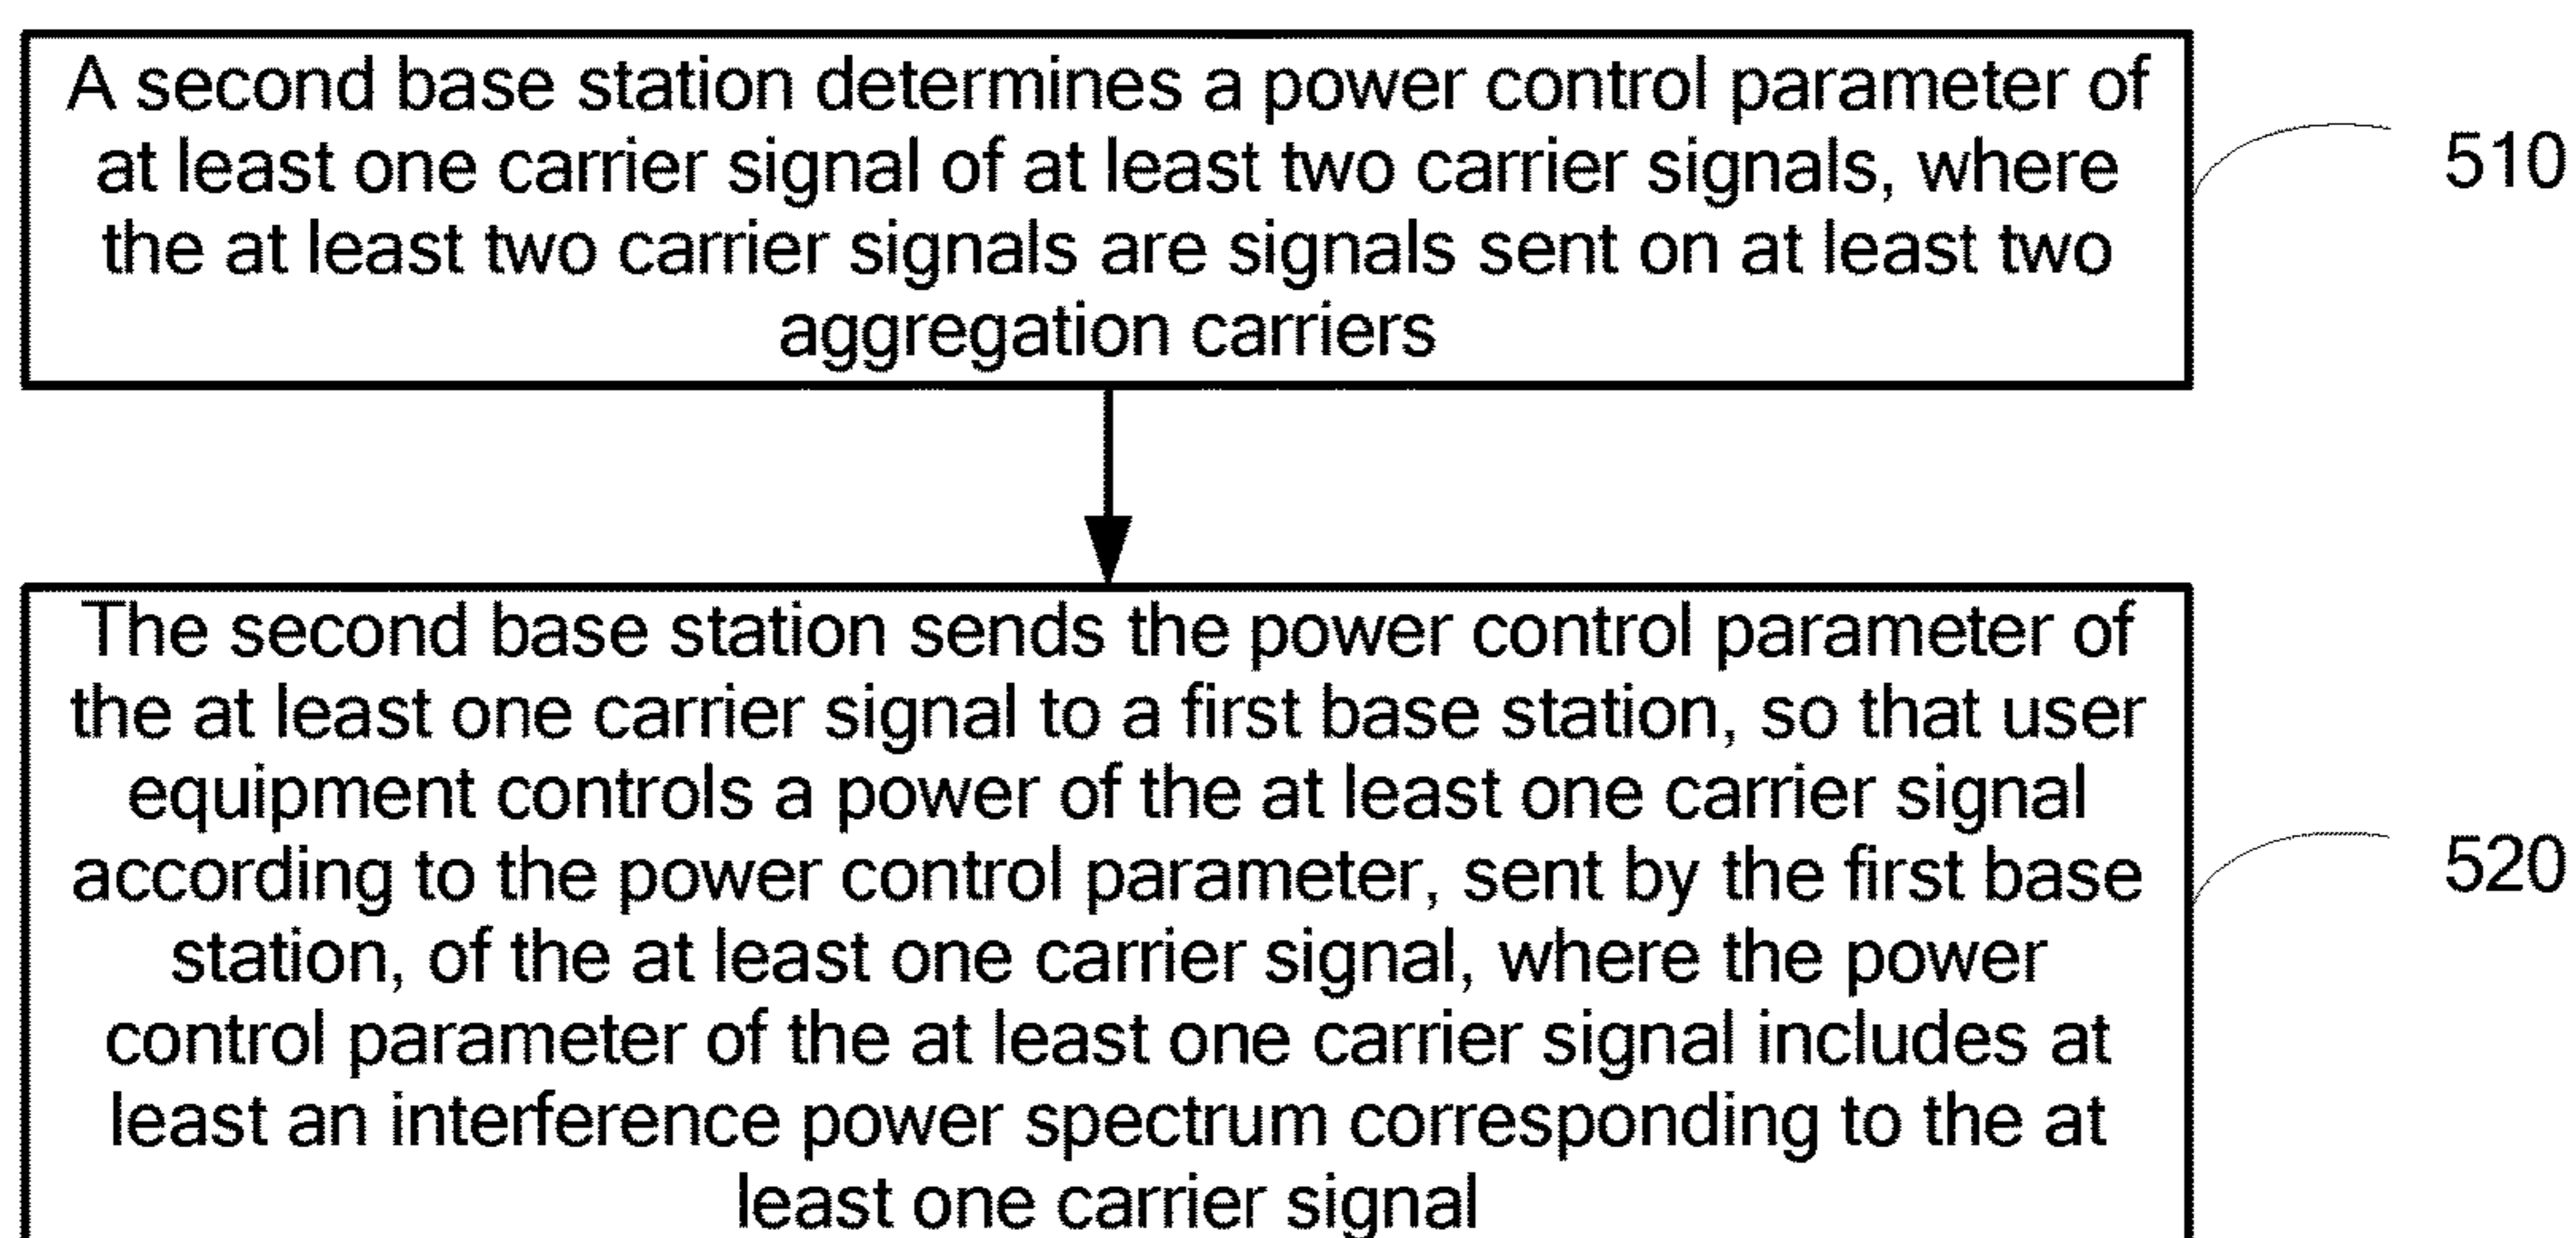 A second base station determines a power control parameter of
at least one carrier signal of at least two carrier signals, where
the at least two carrier signals are signals sent on at least two
aggregation carriers
510
The second base station sends the power control parameter of
the at least one carrier signal to a first base station, so that user
equipment controls a power of the at least one carrier signal
according to the power control parameter, sent by the first base
station, of the at least one carrier signal, where the power
control parameter of the at least one carrier signal includes at
least an interference power spectrum corresponding to the at
least one carrier signal
520